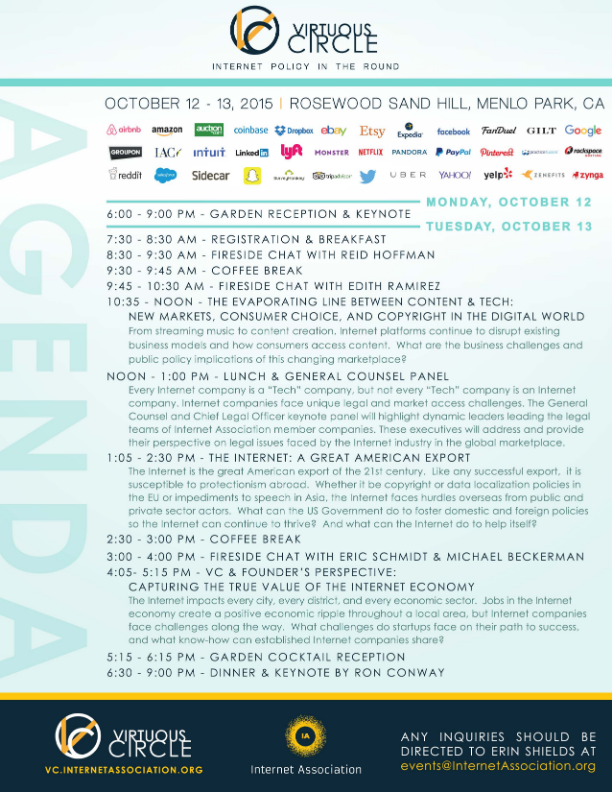 VIRTUOUS
CIRCLE
INTERNET POLICY IN THE ROUND
AGENDA
OCTOBER 12 - 13, 2015 | ROSEWOOD SAND HILL, MENLO PARK, CA
airbnb amazon auction.com coinbase Dropbox ebay Etsy Expedia facebook FanDuel GILT Google
GROUPON IAC intuit LinkedIn lyft MONSTER NETFLIX PANDORA PayPal Pinterest rackspace
reddit salesforce Sidecar SurveyMonkey tripadvisor UBER YAHOO! yelp ZENEFITS zynga
MONDAY, OCTOBER 12
6:00 - 9:00 PM - GARDEN RECEPTION & KEYNOTE
TUESDAY, OCTOBER 13
7:30 - 8:30 AM - REGISTRATION & BREAKFAST
8:30 - 9:30 AM - FIRESIDE CHAT WITH REID HOFFMAN
9:30 - 9:45 AM - COFFEE BREAK
9:45 - 10:30 AM - FIRESIDE CHAT WITH EDITH RAMIREZ
10:35 - NOON - THE EVAPORATING LINE BETWEEN CONTENT & TECH:
NEW MARKETS, CONSUMER CHOICE, AND COPYRIGHT IN THE DIGITAL WORLD
From streaming music to content creation, Internet platforms continue to disrupt existing
business models and how consumers access content. What are the business challenges and
public policy implications of this changing marketplace?
NOON - 1:00 PM - LUNCH & GENERAL COUNSEL PANEL
Every Internet company is a “Tech” company, but not every “Tech” company is an Internet
company. Internet companies face unique legal and market access challenges. The General
Counsel and Chief Legal Officer keynote panel will highlight dynamic leaders leading the legal
teams of Internet Association member companies. These executives will address and provide
their perspective on legal issues faced by the Internet industry in the global marketplace.
1:05 - 2:30 PM - THE INTERNET: A GREAT AMERICAN EXPORT
The Internet is the great American export of the 21st century. Like any successful export, it is
susceptible to protectionism abroad. Whether it be copyright or data localization policies in
the EU or impediments to speech in Asia, the Internet faces hurdles overseas from public and
private sector actors. What can the US Government do to foster domestic and foreign policies
so the Internet can continue to thrive? And what can the Internet do to help itself?
2:30 - 3:00 PM - COFFEE BREAK
3:00 - 4:00 PM - FIRESIDE CHAT WITH ERIC SCHMIDT & MICHAEL BECKERMAN
4:05- 5:15 PM - VC & FOUNDER'S PERSPECTIVE:
CAPTURING THE TRUE VALUE OF THE INTERNET ECONOMY
The Internet impacts every city, every district, and every economic sector. Jobs in the Internet
economy create a positive economic ripple throughout a local area, but Internet companies
face challenges along the way. What challenges do startups face on their path to success,
and what know-how can established Internet companies share?
5:15 - 6:15 PM - GARDEN COCKTAIL RECEPTION
6:30 - 9:00 PM - DINNER & KEYNOTE BY RON CONWAY
VIRTUOUS
CIRCLE
VC.INTERNETASSOCIATION.ORG
IA
Internet Association
ANY INQUIRIES SHOULD BE
DIRECTED TO ERIN SHIELDS AT
events@InternetAssociation.org